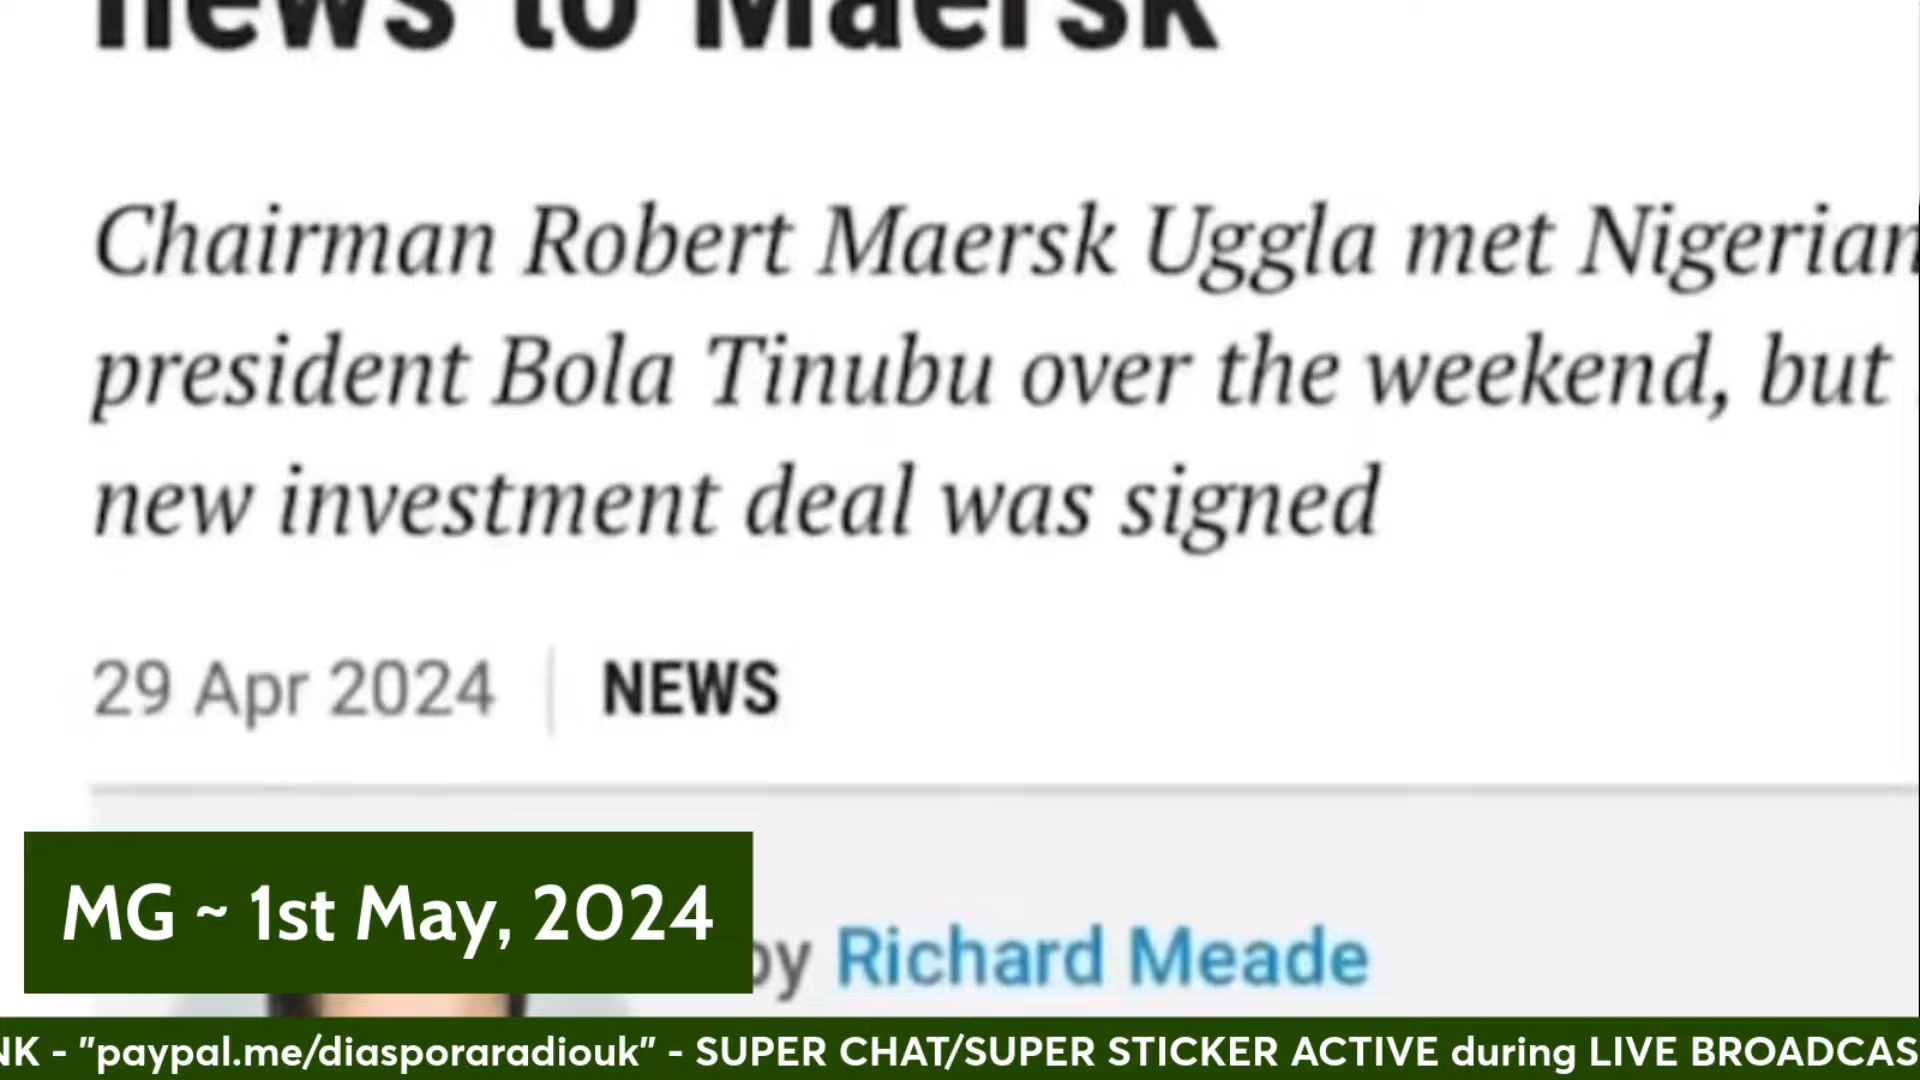 news to Maersk
Chairman Robert Maersk Uggla met Nigerian
president Bola Tinubu over the weekend, but
new investment deal was signed
29 Apr 2024 NEWS
MG ~ 1st May, 2024
by Richard Meade
NK - "paypal.me/diasporaradiouk" - SUPER CHAT/SUPER STICKER ACTIVE during LIVE BROADCAS